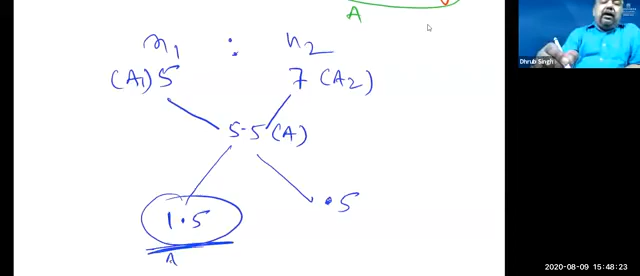 A
n₁ : n₂
(A₁) 5 7 (A₂)
5.5 (A)
1.5 .5
A
Dhrub Singh
2020-08-09 15:48:23